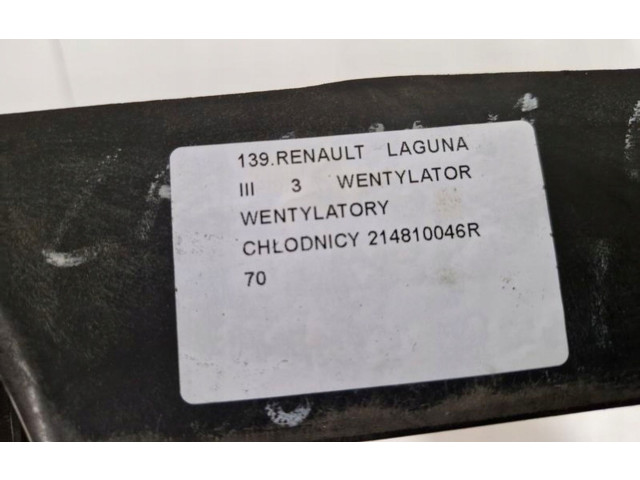 139.RENAULT LAGUNA
III 3 WENTYLATOR
WENTYLATORY
CHŁODNICY 214810046R
70